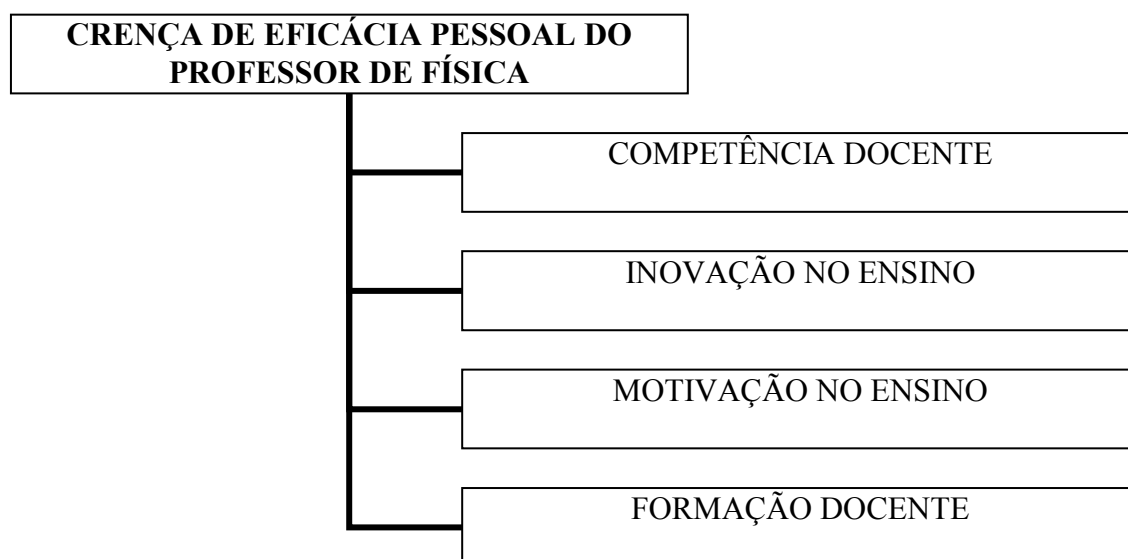 CRENÇA DE EFICÁCIA PESSOAL DO
PROFESSOR DE FÍSICA
COMPETÊNCIA DOCENTE
INOVAÇÃO NO ENSINO
MOTIVAÇÃO NO ENSINO
FORMAÇÃO DOCENTE